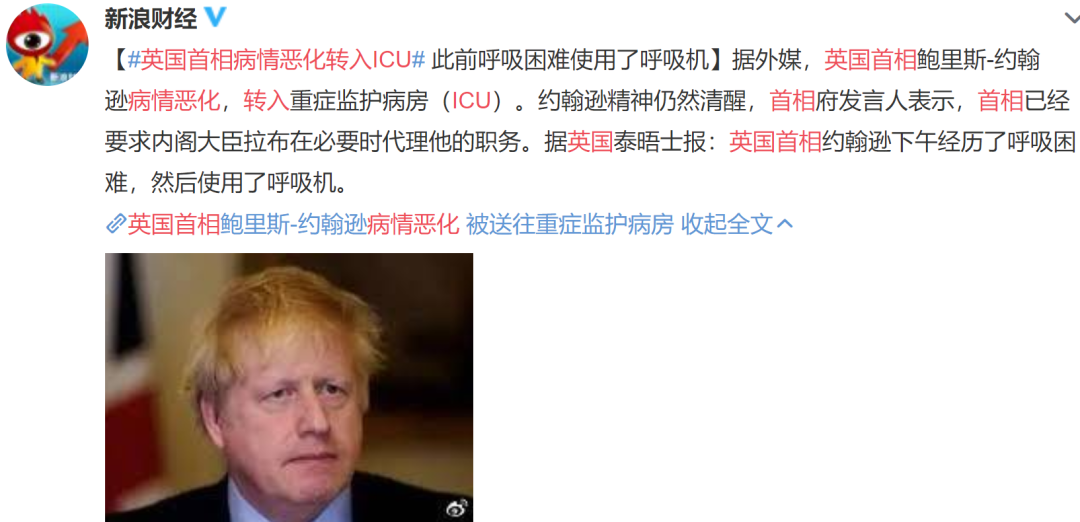 新浪财经
【#英国首相病情恶化转入ICU# 此前呼吸困难使用了呼吸机】据外媒，英国首相鲍里斯-约翰
逊病情恶化，转入重症监护病房（ICU）。约翰逊精神仍然清醒，首相府发言人表示，首相已经
要求内阁大臣拉布在必要时代理他的职务。据英国泰晤士报：英国首相约翰逊下午经历了呼吸困
难，然后使用了呼吸机。
英国首相鲍里斯-约翰逊病情恶化 被送往重症监护病房 收起全文